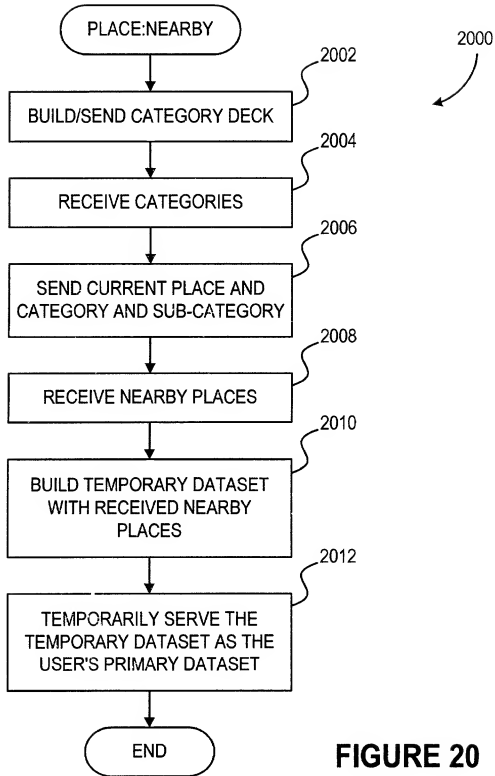 PLACE:NEARBY
2000
2002
BUILD/SEND CATEGORY DECK
2004
RECEIVE CATEGORIES
2006
SEND CURRENT PLACE AND
CATEGORY AND SUB-CATEGORY
2008
RECEIVE NEARBY PLACES
2010
BUILD TEMPORARY DATASET
WITH RECEIVED NEARBY
PLACES
2012
TEMPORARILY SERVE THE
TEMPORARY DATASET AS THE
USER'S PRIMARY DATASET
END
FIGURE 20